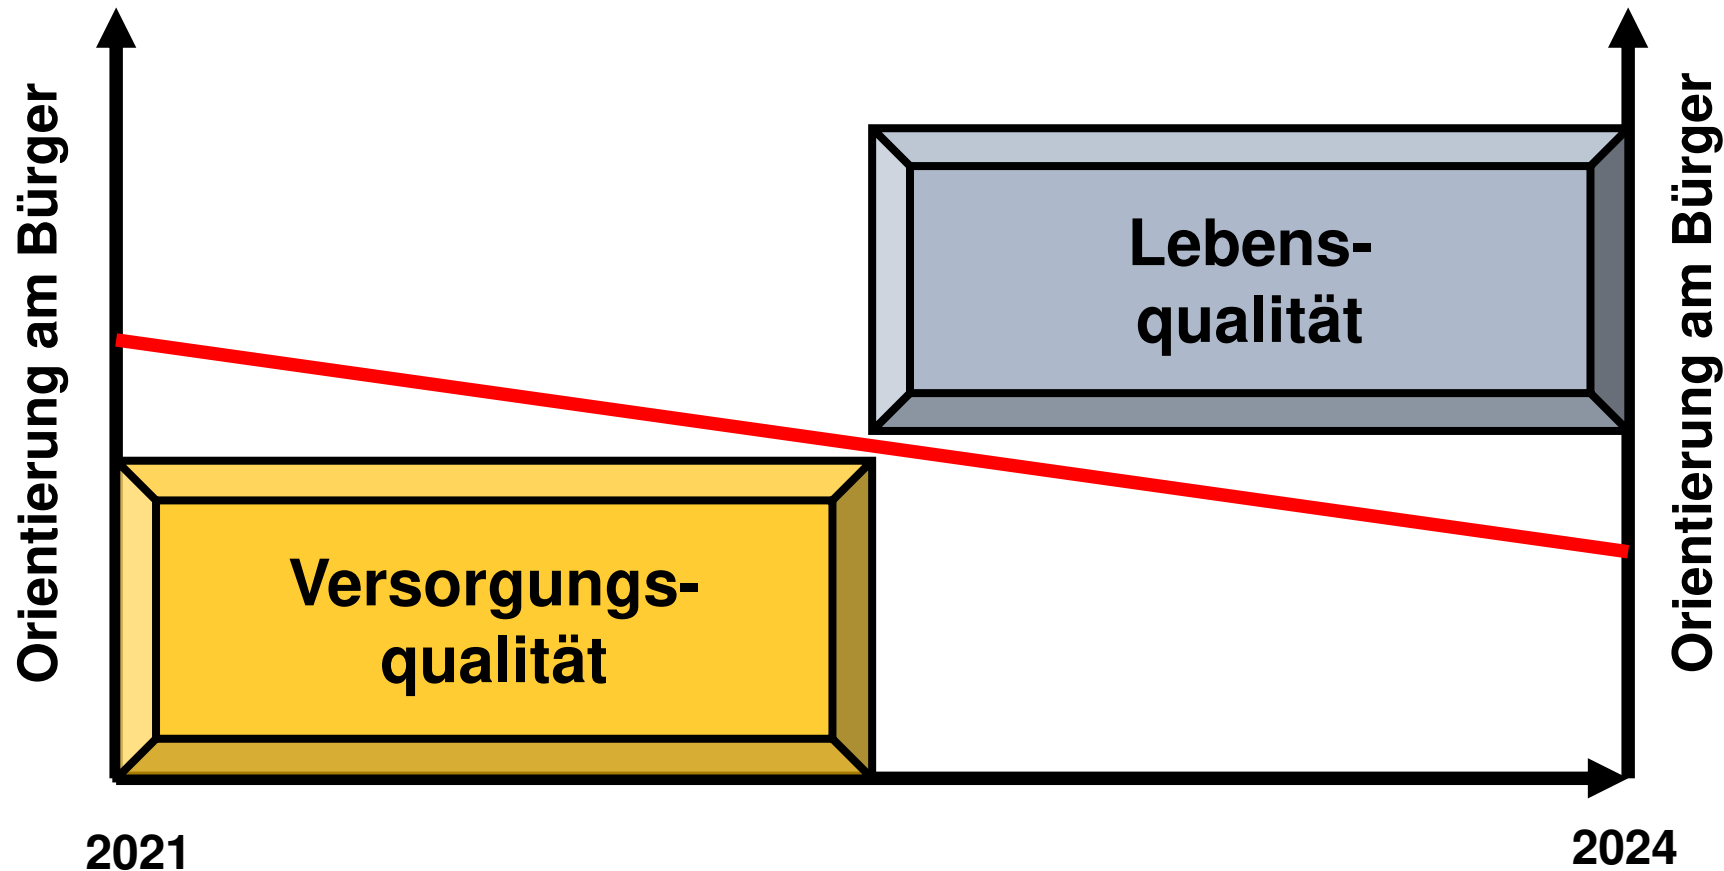 Orientierung am Bürger
Orientierung am Bürger
Lebens-
qualität
Versorgungs-
qualität
2021
2024